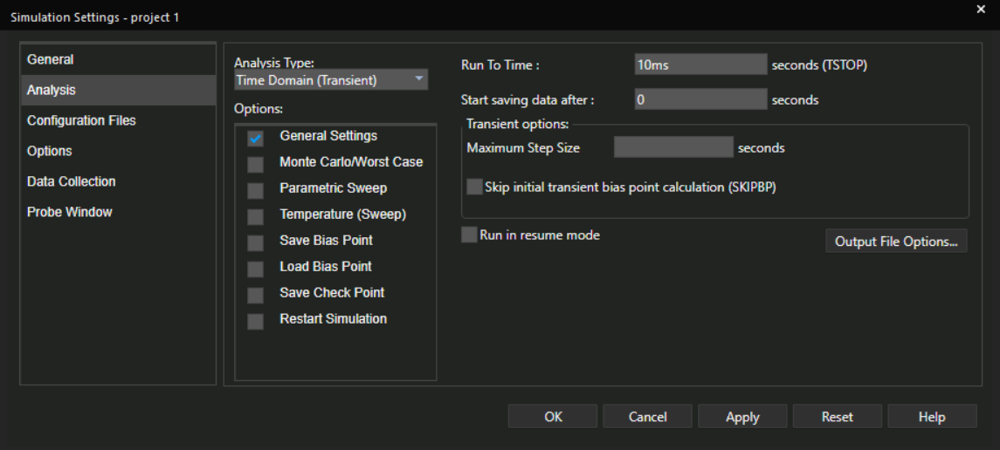 Simulation Settings - project 1
General
Analysis
Configuration Files
Options
Data Collection
Probe Window
Analysis Type:
Time Domain (Transient)
Options:
General Settings
Monte Carlo/Worst Case
Parametric Sweep
Temperature (Sweep)
Save Bias Point
Load Bias Point
Save Check Point
Restart Simulation
Run To Time : 10ms seconds (TSTOP)
Start saving data after : 0 seconds
Transient options:
Maximum Step Size seconds
Skip initial transient bias point calculation (SKIPBP)
Run in resume mode
Output File Options...
OK Cancel Apply Reset Help